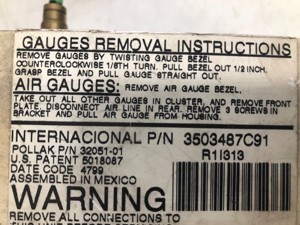 GAUGES REMOVAL INSTRUCTIONS
REMOVE GAUGES BY TWISTING GAUGE BEZEL
COUNTERCLOCKWISE 1/8TH TURN. PULL BEZEL OUT 1/2 INCH.
GRASP BEZEL AND PULL GAUGE STRAIGHT OUT.
AIR GAUGES: REMOVE AIR GAUGE BEZEL
TAKE OUT ALL OTHER GAUGES IN CLUSTER, AND REMOVE FRONT
PLATE. DISCONNECT AIR LINE IN REAR. REMOVE 3 SCREWS IN
BRACKET AND PULL AIR GAUGE FROM HOUSING.
INTERNACIONAL P/N 3503487C91
POLLAK P/N 32051-01 R11313
U.S. PATENT 5018087
DATE CODE 4799
ASSEMBLED IN MEXICO
WARNING
REMOVE ALL CONNECTIONS TO
THIS UNIT BEFORE